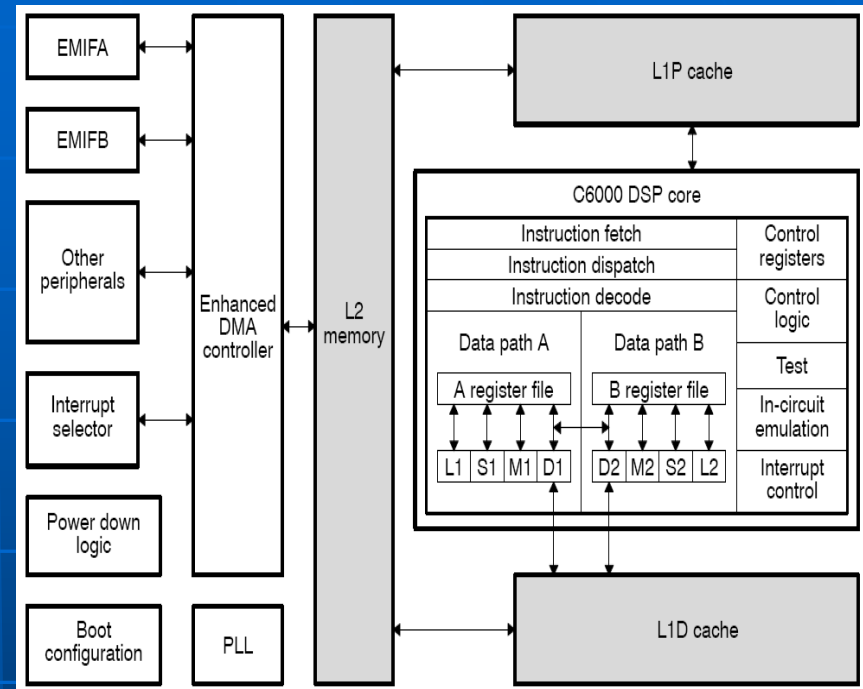 EMIFA
EMIFB
Other
peripherals
Interrupt
selector
Power down
logic
Boot
configuration
Enhanced
DMA
controller
PLL
L2
memory
L1P cache
C6000 DSP core
Instruction fetch
Instruction dispatch
Instruction decode
Data path A
A register file
L1 S1 M1 D1
Data path B
B register file
D2 M2 S2 L2
Control
registers
Control
logic
Test
In-circuit
emulation
Interrupt
control
L1D cache